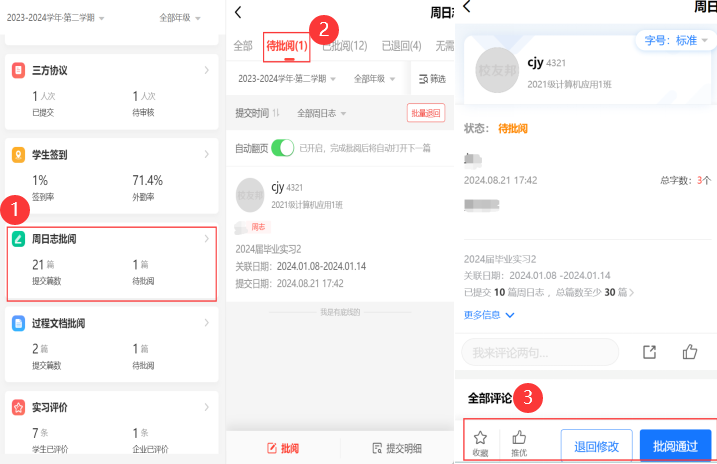 2023-2024学年·第二学期
全部年级
三方协议
1人次
1人次
已提交
待审核
学生签到
1%
71.4%
签到率
外勤率
1
周日志批阅
21篇
1篇
提交篇数
待批阅
过程文档批阅
2篇
1篇
提交篇数
待批阅
实习评价
7条
1条
学生已评价
企业已评价
周日志
2
全部
待批阅(1)
已批阅(12)
已退回(4)
无需
2023-2024学年·第二学期
全部年级
筛选
提交时间
全部周日志
批量退回
自动翻页
已开启，完成批阅后将自动打开下一篇
校友邦
cjy 4321
2021级计算机应用1班
周志
2024届毕业实习2
关联日期：2024.01.08-2024.01.14
提交日期：2024.08.21 17:42
我是有底线的
批阅
提交明细
周日
字号：标准
校友邦
cjy 4321
2021级计算机应用1班
状态：待批阅
2024.08.21 17:42
总字数：3个
2024届毕业实习2
关联日期：2024.01.08 -2024.01.14
已提交 10 篇周日志 ，总篇数至少 30 篇
更多信息
我来评论两句...
全部评论
3
收藏
推优
退回修改
批阅通过